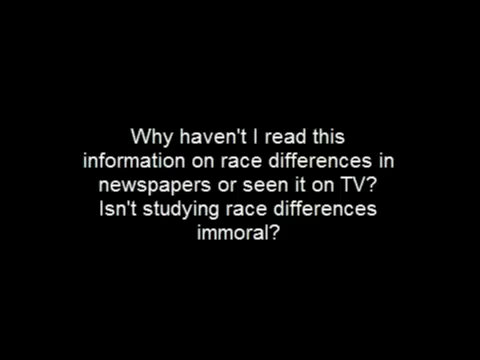 Why haven't I read this
information on race differences in
newspapers or seen it on TV?
Isn't studying race differences
immoral?